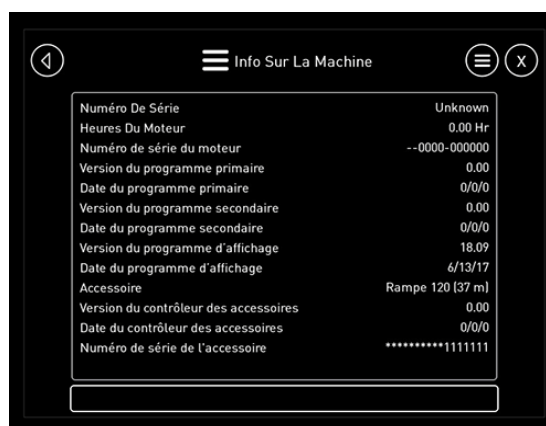 Info Sur La Machine
X
Numéro De Série Unknown
Heures Du Moteur 0.00 Hr
Numéro de série du moteur --0000-000000
Version du programme primaire 0.00
Date du programme primaire 0/0/0
Version du programme secondaire 0.00
Date du programme secondaire 0/0/0
Version du programme d'affichage 18.09
Date du programme d'affichage 6/13/17
Accessoire Rampe 120 (37 m)
Version du contrôleur des accessoires 0.00
Date du contrôleur des accessoires 0/0/0
Numéro de série de l'accessoire **********1111111